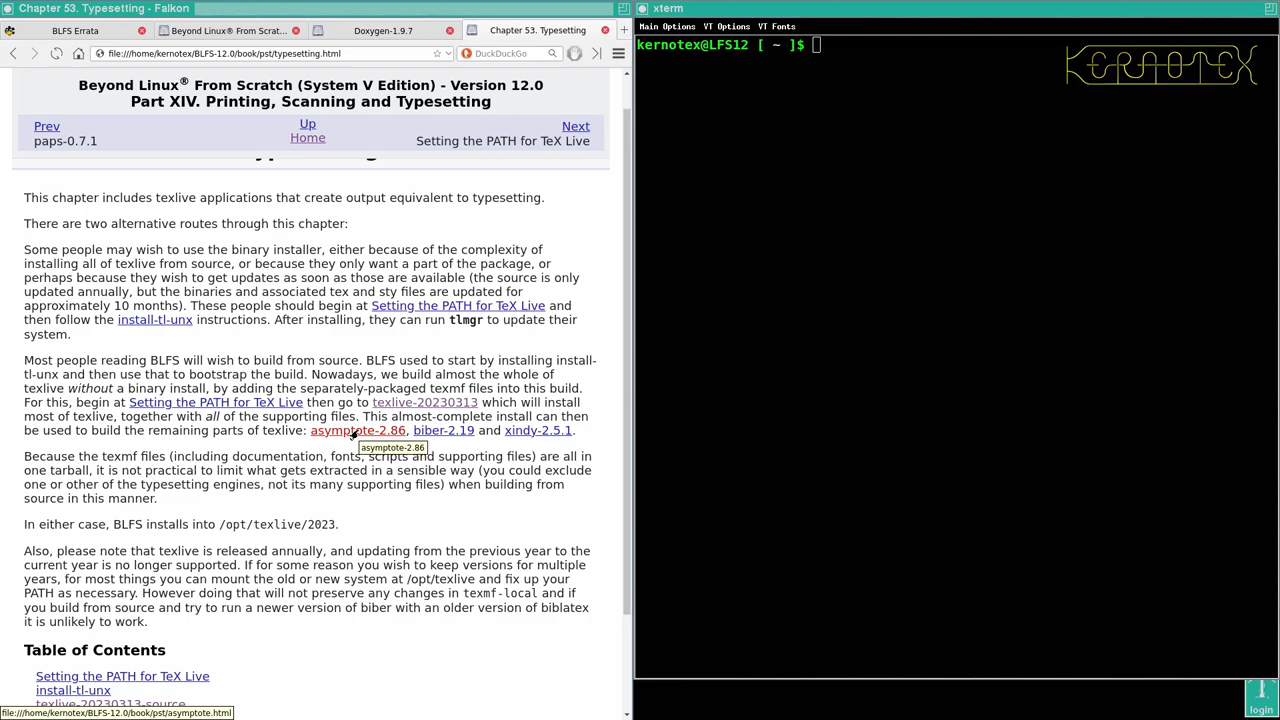 Chapter 53. Typesetting - Falkon
BLFS Errata
Beyond Linux® From Scrat...
Doxygen-1.9.7
Chapter 53. Typesetting
file:///home/kernotex/BLFS-12.0/book/pst/typesetting.html
DuckDuckGo
Beyond Linux® From Scratch (System V Edition) - Version 12.0
Part XIV. Printing, Scanning and Typesetting
Prev
Up
Next
paps-0.7.1
Home
Setting the PATH for TeX Live
This chapter includes texlive applications that create output equivalent to typesetting.
There are two alternative routes through this chapter:
Some people may wish to use the binary installer, either because of the complexity of
installing all of texlive from source, or because they only want a part of the package, or
perhaps because they wish to get updates as soon as those are available (the source is only
updated annually, but the binaries and associated tex and sty files are updated for
approximately 10 months). These people should begin at Setting the PATH for TeX Live and
then follow the install-tl-unx instructions. After installing, they can run tlmgr to update their
system.
Most people reading BLFS will wish to build from source. BLFS used to start by installing install-
tl-unx and then use that to bootstrap the build. Nowadays, we build almost the whole of
texlive without a binary install, by adding the separately-packaged texmf files into this build.
For this, begin at Setting the PATH for TeX Live then go to texlive-20230313 which will install
most of texlive, together with all of the supporting files. This almost-complete install can then
be used to build the remaining parts of texlive: asymptote-2.86, biber-2.19 and xindy-2.5.1.
asymptote-2.86
Because the texmf files (including documentation, fonts, scripts and supporting files) are all in
one tarball, it is not practical to limit what gets extracted in a sensible way (you could exclude
one or other of the typesetting engines, not its many supporting files) when building from
source in this manner.
In either case, BLFS installs into /opt/texlive/2023.
Also, please note that texlive is released annually, and updating from the previous year to the
current year is no longer supported. If for some reason you wish to keep versions for multiple
years, for most things you can mount the old or new system at /opt/texlive and fix up your
PATH as necessary. However doing that will not preserve any changes in texmf-local and if
you build from source and try to run a newer version of biber with an older version of biblatex
it is unlikely to work.
Table of Contents
Setting the PATH for TeX Live
install-tl-unx
texlive-20230313-source
file:///home/kernotex/BLFS-12.0/book/pst/asymptote.html
xterm
Main Options VT Options VT Fonts
kernotex@LFS12 [ ~ ]$
KERNOTEX
login